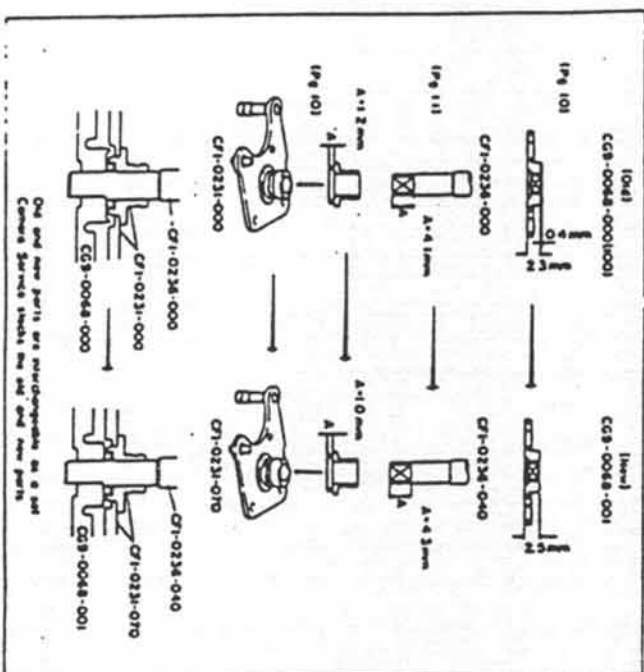 (Old)
(New)
(Pg 10)
CG9-0068-000(1000)
CG9-0068-001
0.4mm
2.3mm
2.5mm
(Pg 11)
CF1-0236-000
CF1-0236-040
A
A=4.1mm
A
A=4.3mm
A=1.2mm
A=1.0mm
(Pg 10)
A
A
CF1-0231-000
CF1-0231-070
CF1-0236-000
CF1-0231-000
CG9-0068-000
CF1-0236-040
CF1-0231-070
CG9-0068-001
Old and new parts are interchangeable as a set
Camera Service stocks the old and new parts